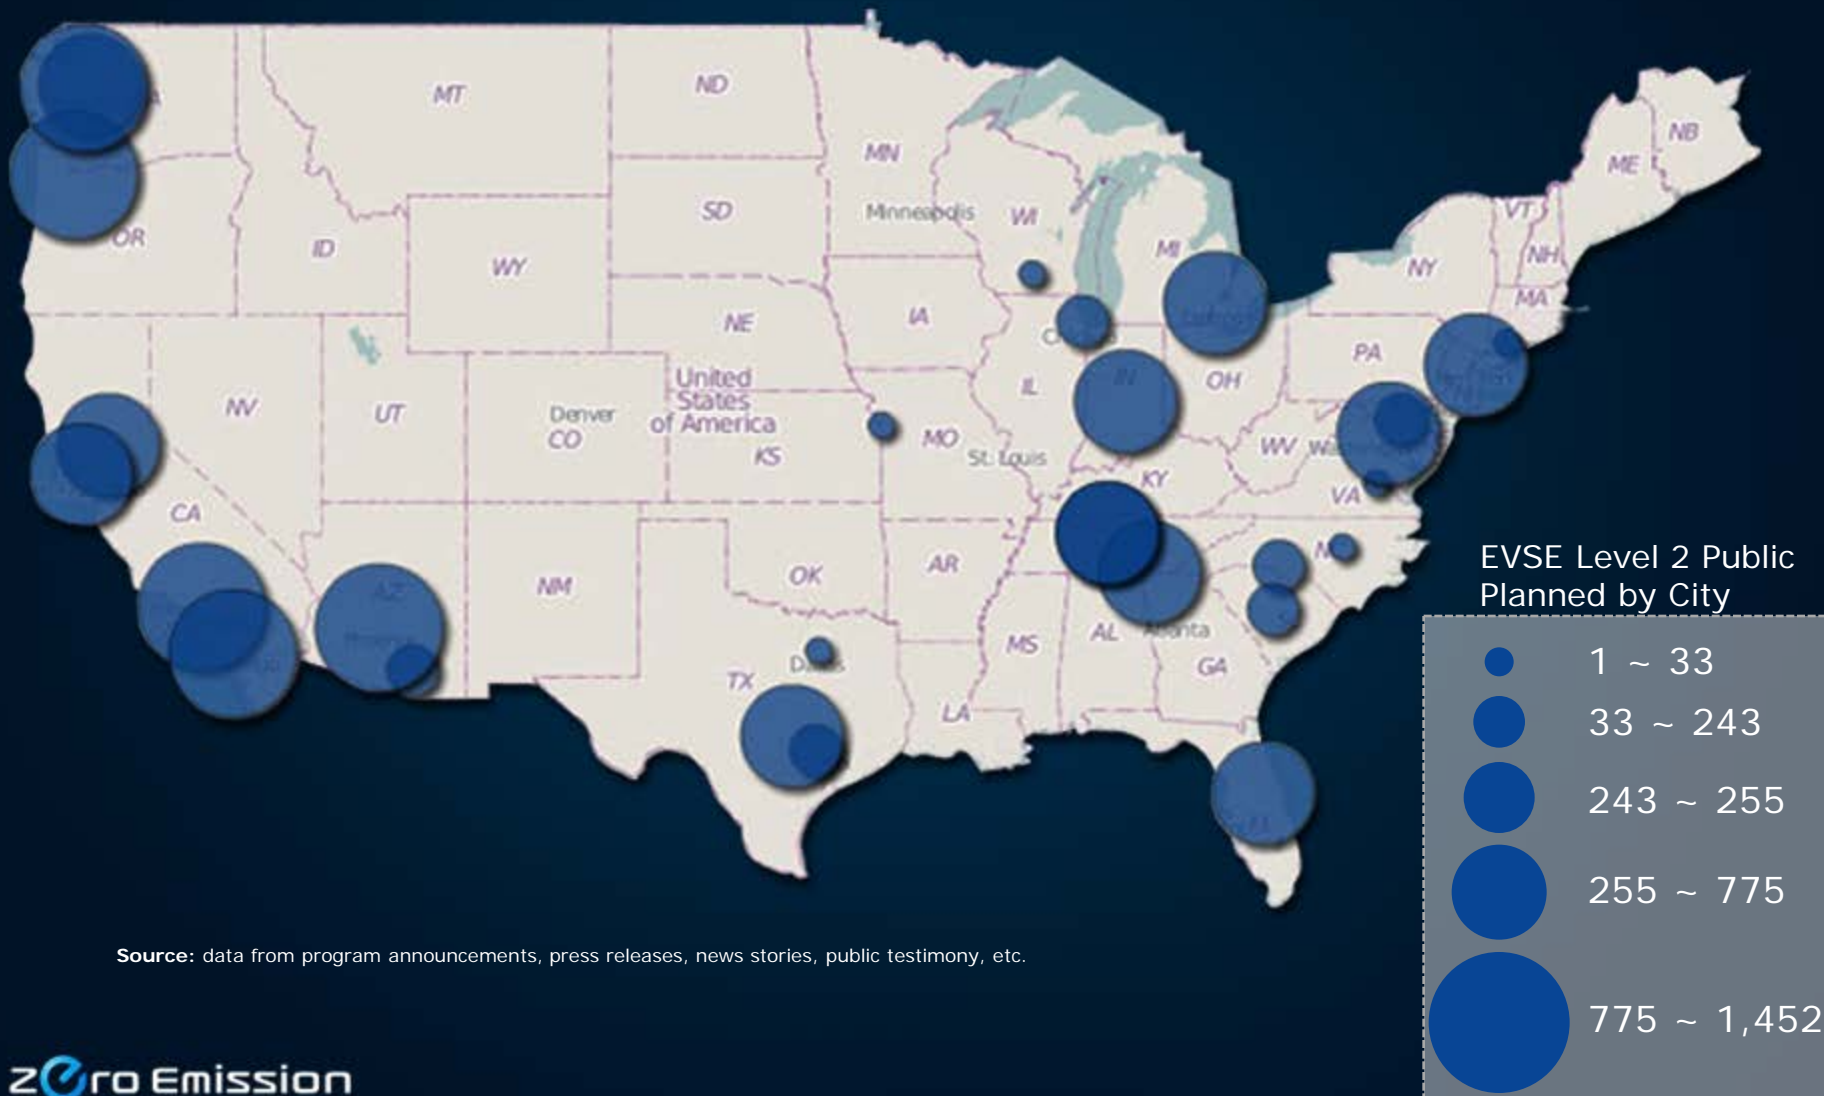 MT
ND
MN
NB
ME
SD
Minneapolis
WI
MI
VT
OR
ID
WY
NH
NY
MA
NE
IA
PA
United
States
of America
IL
IN
OH
NV
UT
Denver
CO
KS
MO
St. Louis
WV
KY
VA
CA
AZ
NM
OK
AR
MS
AL
Atlanta
GA
TX
LA
EVSE Level 2 Public
Planned by City
1 ~ 33
33 ~ 243
243 ~ 255
255 ~ 775
775 ~ 1,452
Source: data from program announcements, press releases, news stories, public testimony, etc.
zero Emission